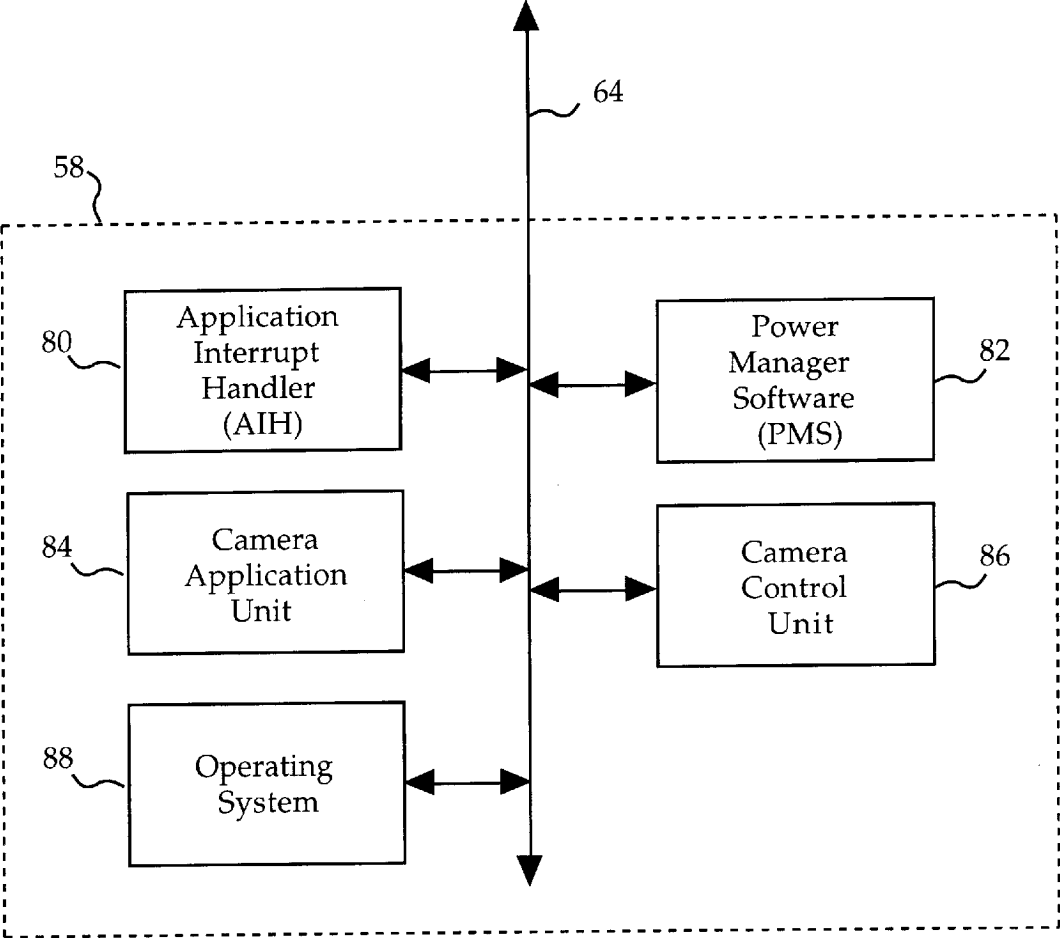 64
58
80
Application
Interrupt
Handler
(AIH)
Power
Manager
Software
(PMS)
82
84
Camera
Application
Unit
Camera
Control
Unit
86
88
Operating
System